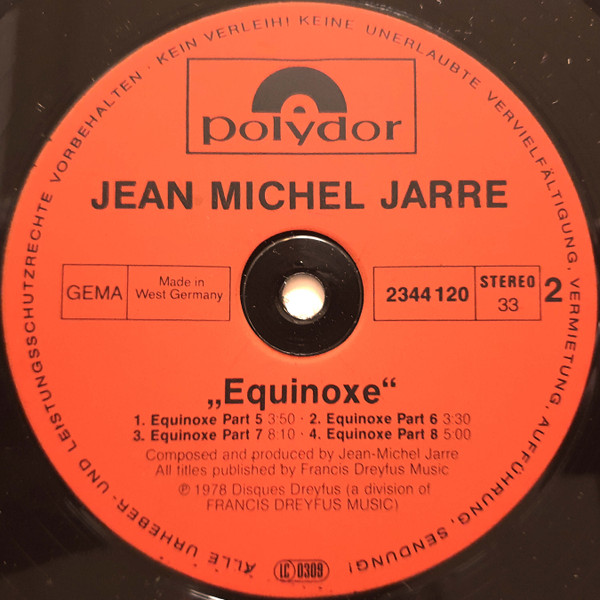 ALLE URHEBER- UND LEISTUNGSSCHUTZRECHTE VORBEHALTEN · KEIN VERLEIH! KEINE UNERLAUBTE VERVIELFÄLTIGUNG, VERMIETUNG, AUFFÜHRUNG, SENDUNG!
polydor
JEAN MICHEL JARRE
GEMA
Made in
West Germany
2344 120
STEREO
33
2
„Equinoxe“
1. Equinoxe Part 5 3:50 · 2. Equinoxe Part 6 3:30
3. Equinoxe Part 7 8:10 · 4. Equinoxe Part 8 5:00
Composed and produced by Jean-Michel Jarre
All titles published by Francis Dreyfus Music
℗ 1978 Disques Dreyfus (a division of
FRANCIS DREYFUS MUSIC)
LC 0309